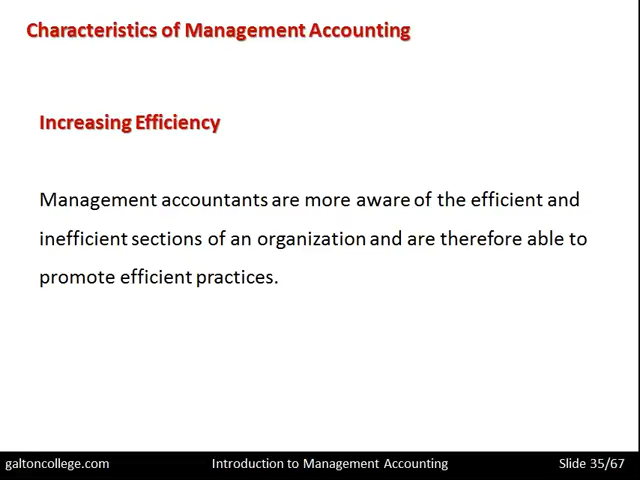 Characteristics of Management Accounting
Increasing Efficiency
Management accountants are more aware of the efficient and
inefficient sections of an organization and are therefore able to
promote efficient practices.
galtoncollege.com Introduction to Management Accounting Slide 35/67